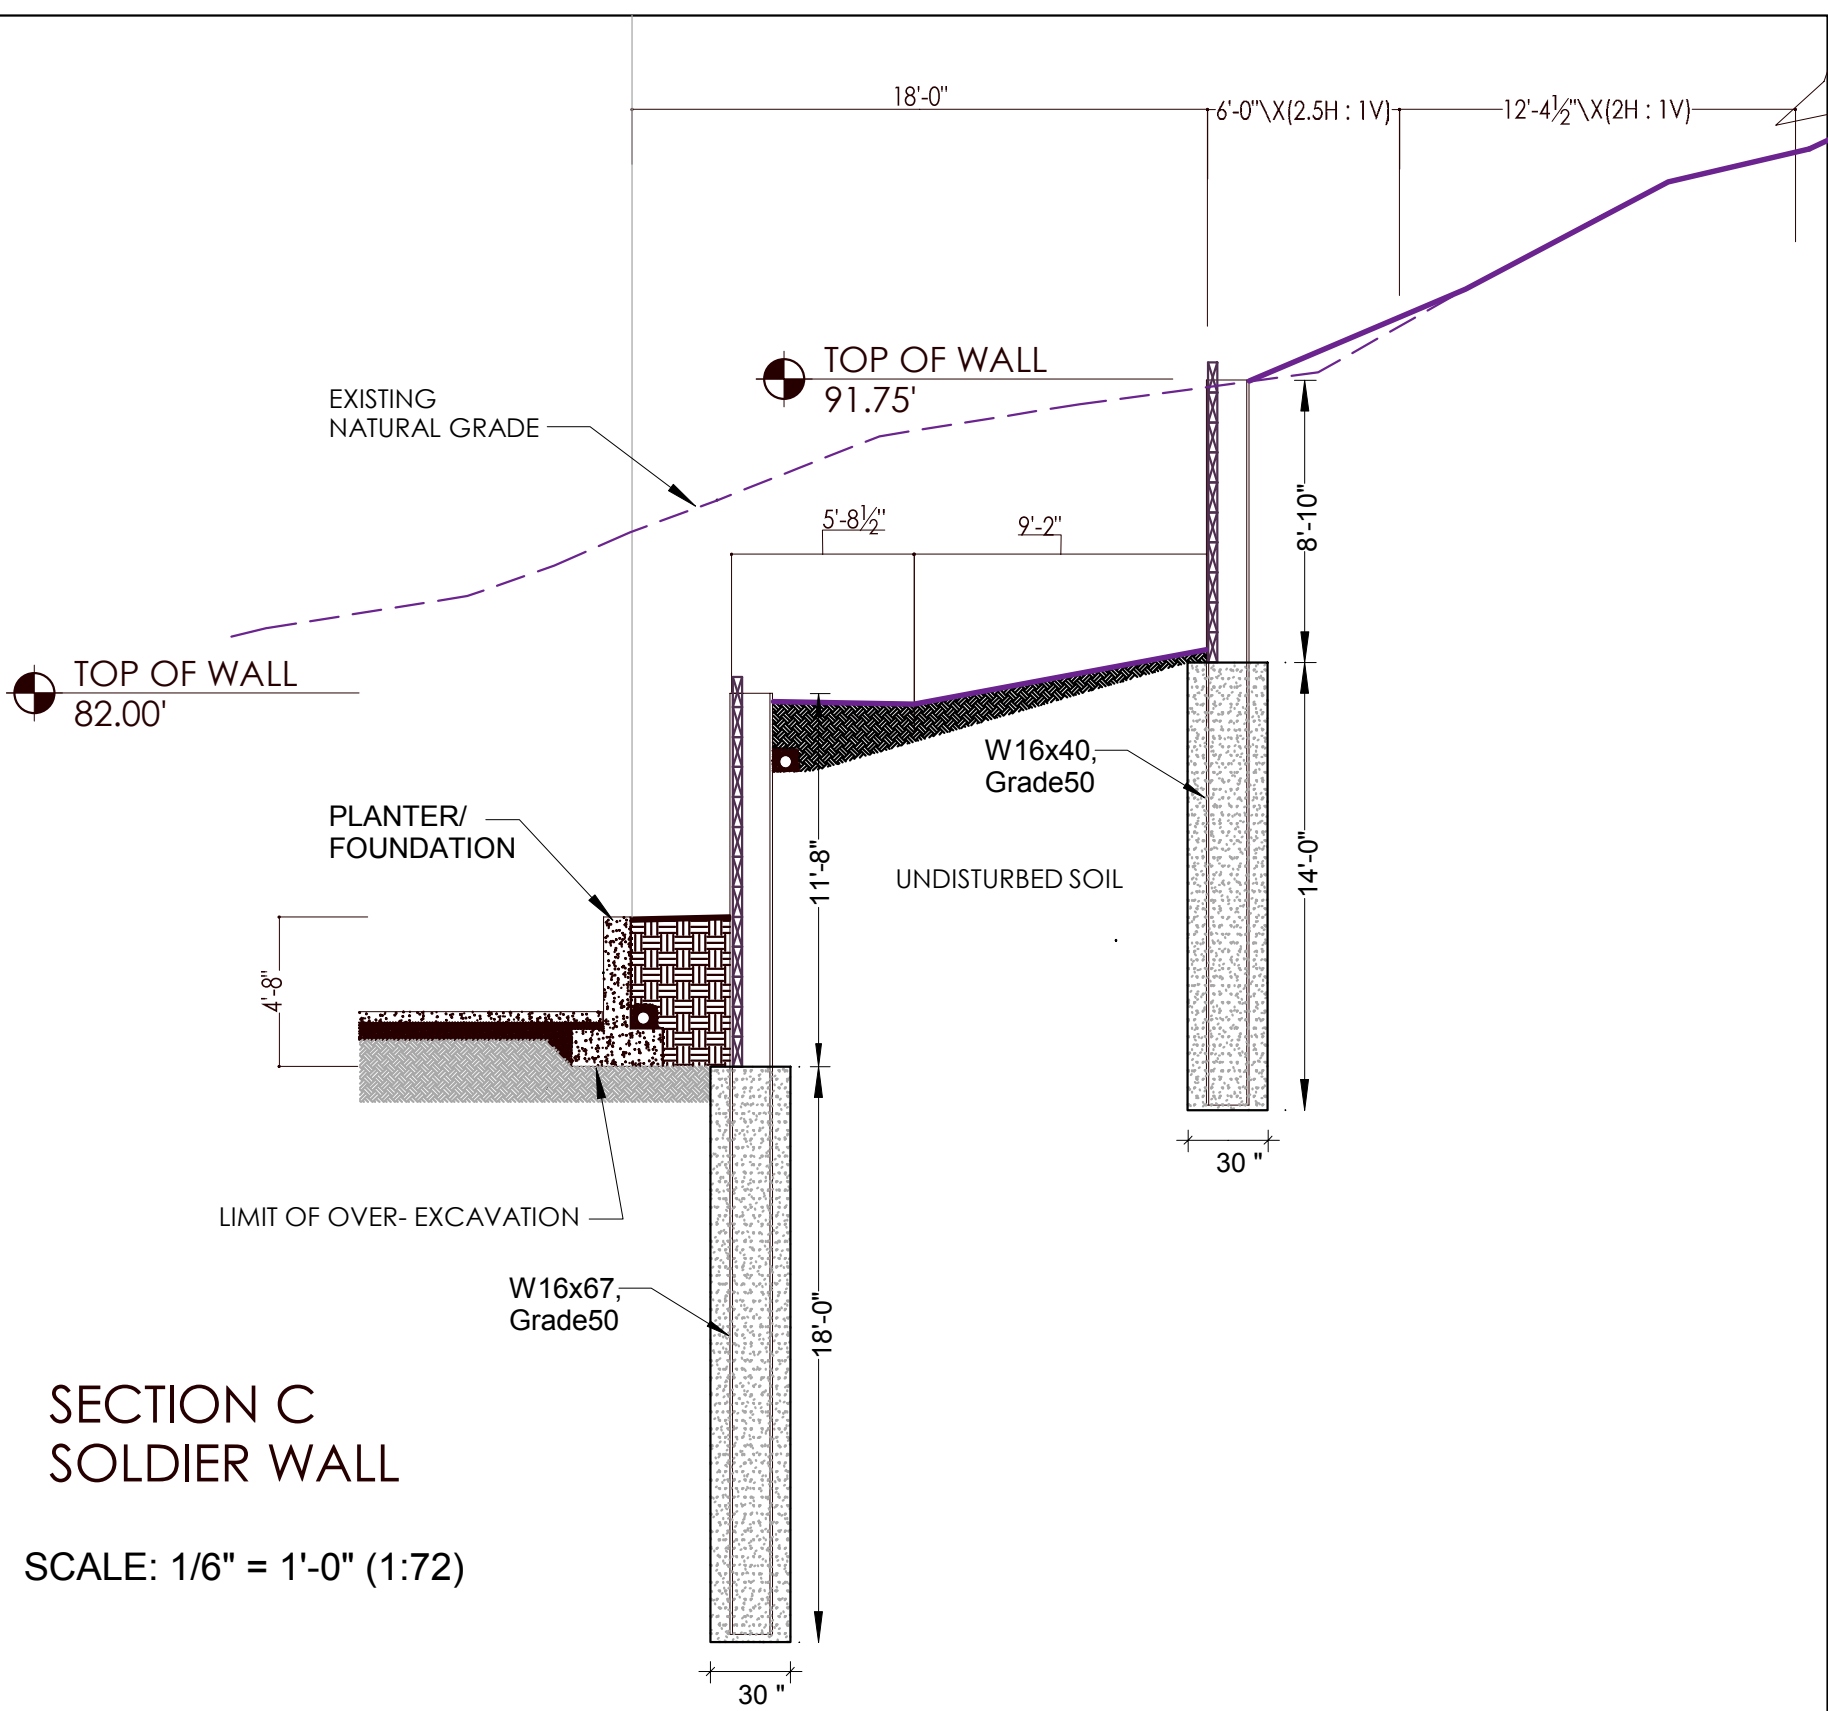 18'-0"
6'-0"\X(2.5H : 1V)
12'-4½"\X(2H : 1V)
TOP OF WALL
91.75'
EXISTING
NATURAL GRADE
5'-8½"
9'-2"
8'-10"
TOP OF WALL
82.00'
W16x40,
Grade50
PLANTER/
FOUNDATION
11'-8"
UNDISTURBED SOIL
14'-0"
4'-8"
30 "
LIMIT OF OVER- EXCAVATION
W16x67,
Grade50
18'-0"
SECTION C
SOLDIER WALL
SCALE: 1/6" = 1'-0" (1:72)
30 "